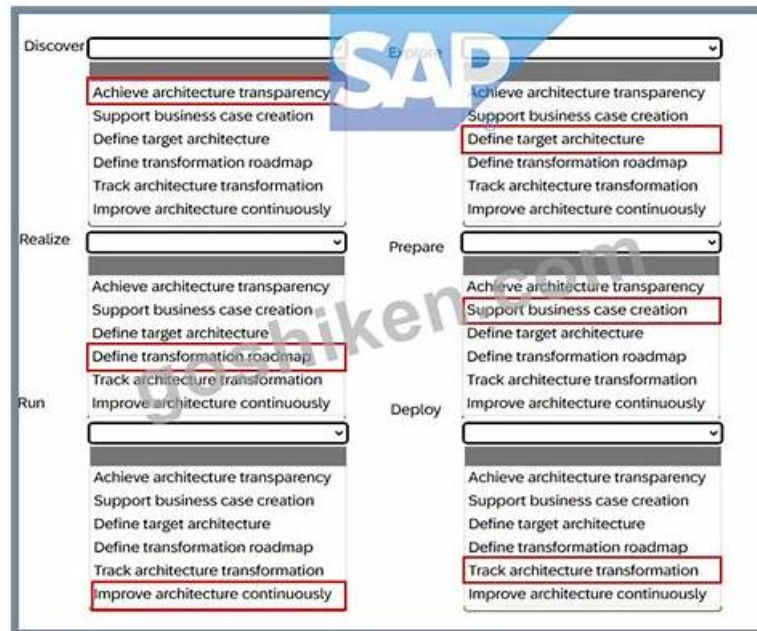 Discover
Achieve architecture transparency
Support business case creation
Define target architecture
Define transformation roadmap
Track architecture transformation
Improve architecture continuously
Explore
Achieve architecture transparency
Support business case creation
Define target architecture
Define transformation roadmap
Track architecture transformation
Improve architecture continuously
SAP
®
Realize
Achieve architecture transparency
Support business case creation
Define target architecture
Define transformation roadmap
Track architecture transformation
Improve architecture continuously
Prepare
Achieve architecture transparency
Support business case creation
Define target architecture
Define transformation roadmap
Track architecture transformation
Improve architecture continuously
Run
Achieve architecture transparency
Support business case creation
Define target architecture
Define transformation roadmap
Track architecture transformation
Improve architecture continuously
Deploy
Achieve architecture transparency
Support business case creation
Define target architecture
Define transformation roadmap
Track architecture transformation
Improve architecture continuously
goshiken.com